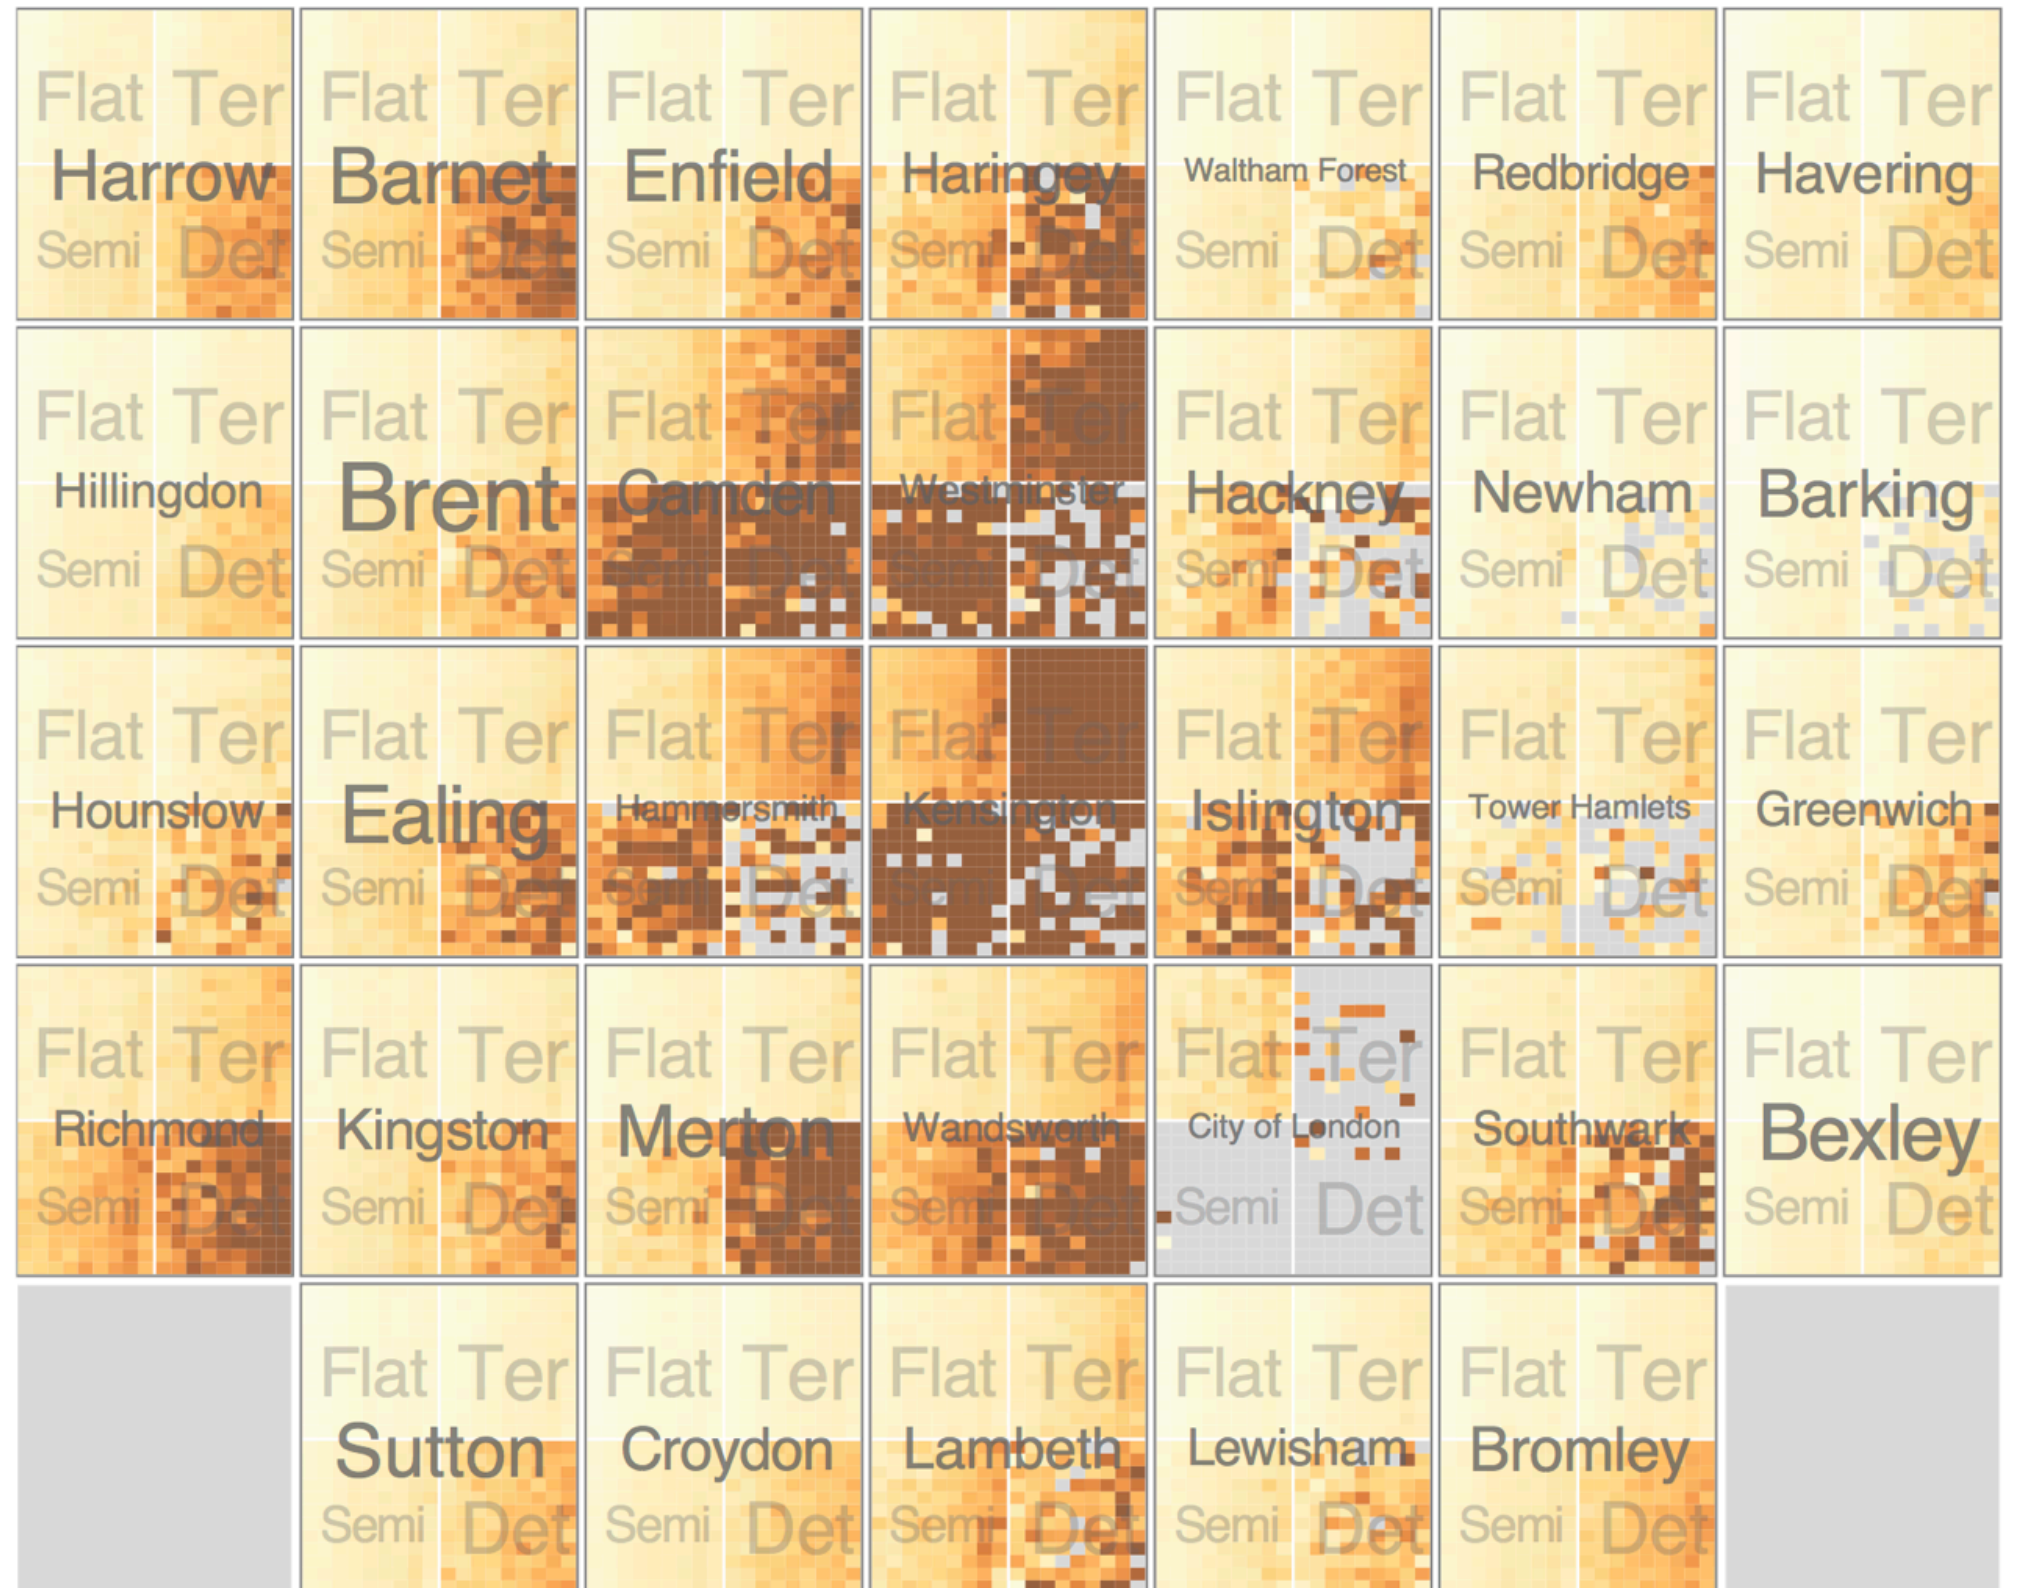 Flat Ter Flat Ter Flat Ter Flat Ter Flat Ter Flat Ter Flat Ter
Harrow Barnet Enfield Haringey Waltham Forest Redbridge Havering
Semi Det Semi Det Semi Det Semi Det Semi Det Semi Det Semi Det
Flat Ter Flat Ter Flat Ter Flat Ter Flat Ter Flat Ter Flat Ter
Hillingdon Brent Camden Westminster Hackney Newham Barking
Semi Det Semi Det Semi Det Semi Det Semi Det Semi Det Semi Det
Flat Ter Flat Ter Flat Ter Flat Ter Flat Ter Flat Ter Flat Ter
Hounslow Ealing Hammersmith Kensington Islington Tower Hamlets Greenwich
Semi Det Semi Det Semi Det Semi Det Semi Det Semi Det Semi Det
Flat Ter Flat Ter Flat Ter Flat Ter Flat Ter Flat Ter Flat Ter
Richmond Kingston Merton Wandsworth City of London Southwark Bexley
Semi Det Semi Det Semi Det Semi Det Semi Det Semi Det Semi Det
Flat Ter Flat Ter Flat Ter Flat Ter Flat Ter
Sutton Croydon Lambeth Lewisham Bromley
Semi Det Semi Det Semi Det Semi Det Semi Det